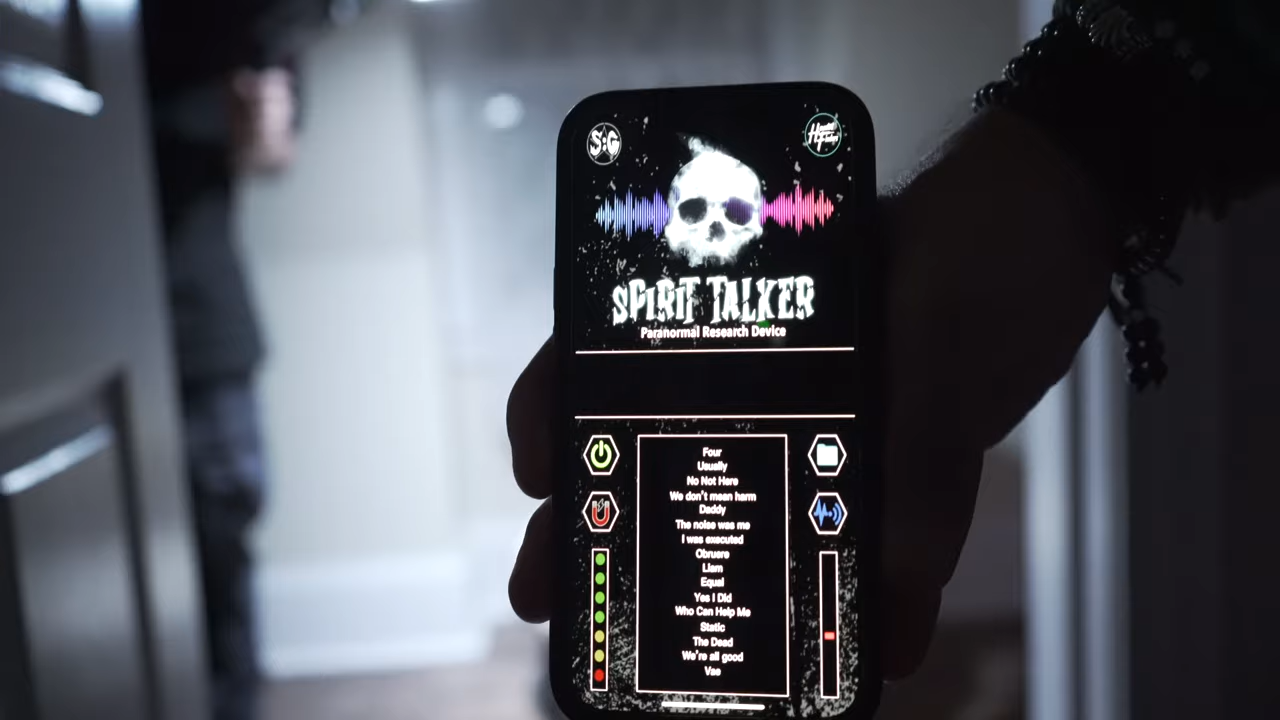 S:G
SPIRIT TALKER
Paranormal Research Device
Four
Usually
No Not Here
We don't mean harm
Daddy
The noise was me
I was executed
Obruere
Liam
Equal
Yes I Did
Who Can Help Me
Static
The Dead
We're all good
Vae